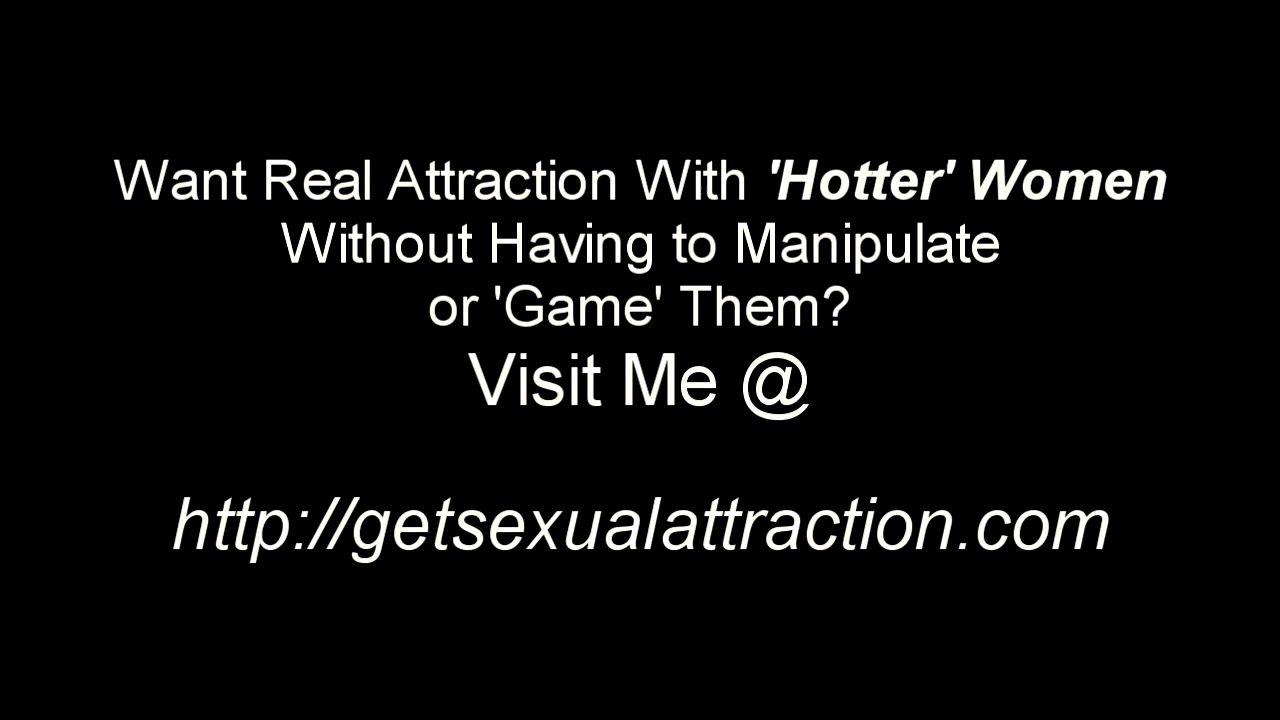 Want Real Attraction With 'Hotter' Women
Without Having to Manipulate
or 'Game' Them?
Visit Me @
http://getsexualattraction.com